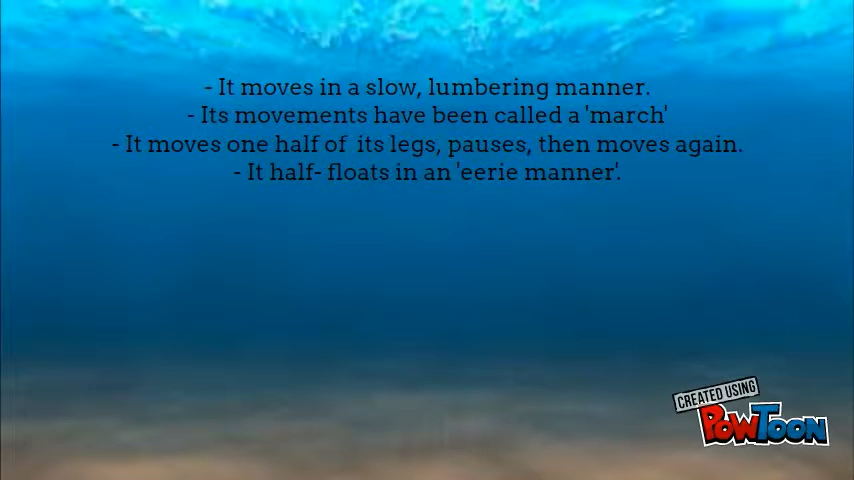 - It moves in a slow, lumbering manner.
- Its movements have been called a 'march'
- It moves one half of its legs, pauses, then moves again.
- It half- floats in an 'eerie manner'.
CREATED USING
POWTOON